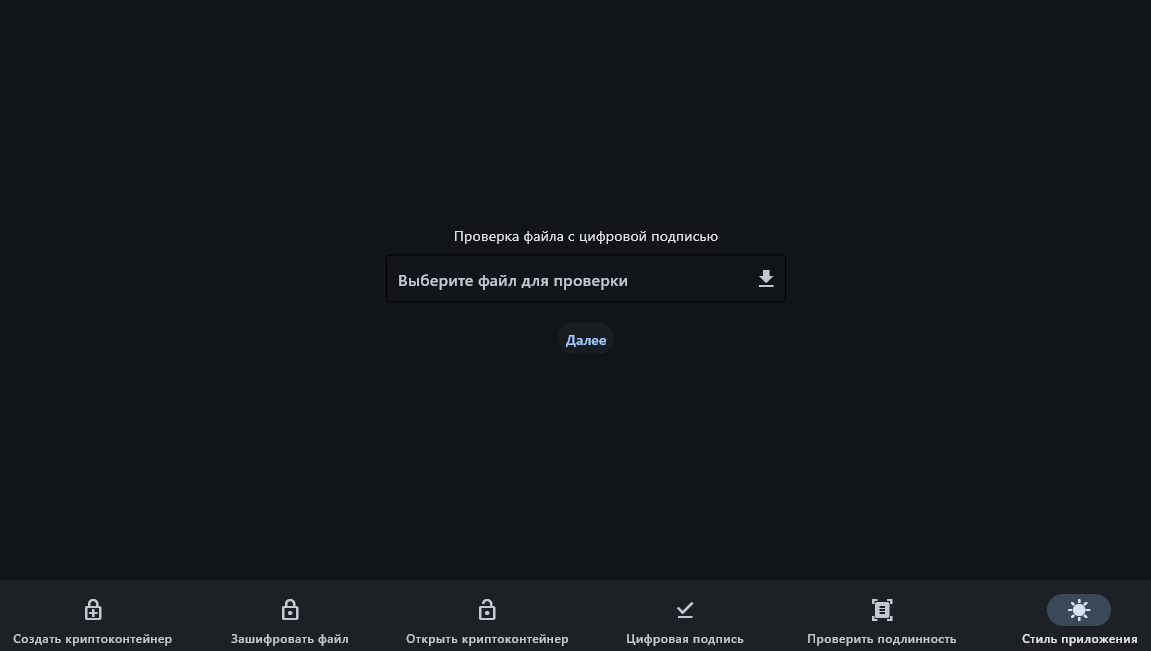 Проверка файла с цифровой подписью
Выберите файл для проверки
Далее
Создать криптоконтейнер
Зашифровать файл
Открыть криптоконтейнер
Цифровая подпись
Проверить подлинность
Стиль приложения